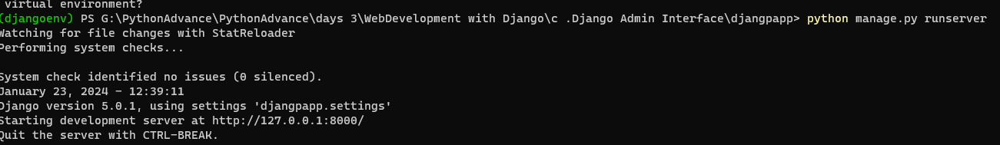 virtual environment?
(djangoenv) PS G:\PythonAdvance\PythonAdvance\days 3\WebDevelopment with Django\c .Django Admin Interface\djangpapp> python manage.py runserver
Watching for file changes with StatReloader
Performing system checks...
System check identified no issues (0 silenced).
January 23, 2024 - 12:39:11
Django version 5.0.1, using settings 'djangpapp.settings'
Starting development server at http://127.0.0.1:8000/
Quit the server with CTRL-BREAK.